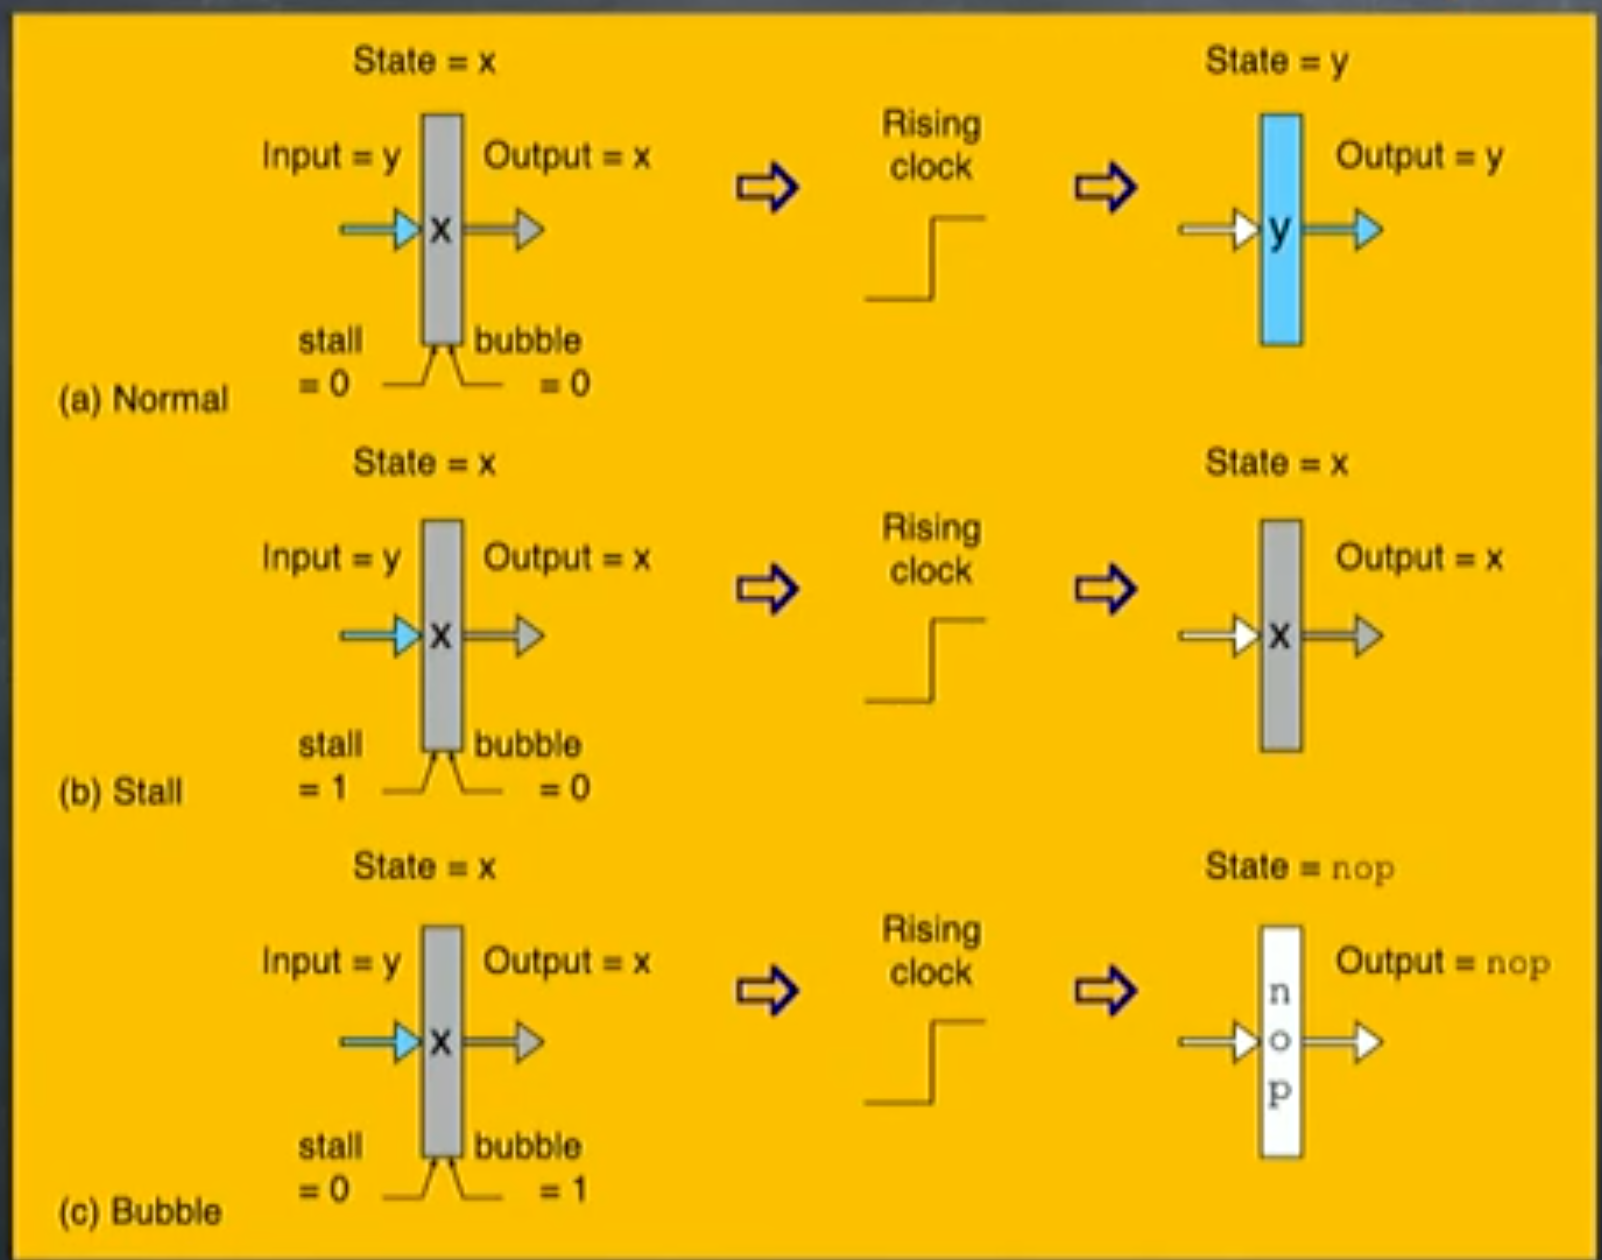 State = x
State = y
Input = y
Output = x
Rising
clock
Output = y
x
y
stall
= 0
bubble
= 0
(a) Normal
State = x
State = x
Input = y
Output = x
Rising
clock
Output = x
x
x
stall
= 1
bubble
= 0
(b) Stall
State = x
State = nop
Input = y
Output = x
Rising
clock
Output = nop
x
n
o
p
stall
= 0
bubble
= 1
(c) Bubble